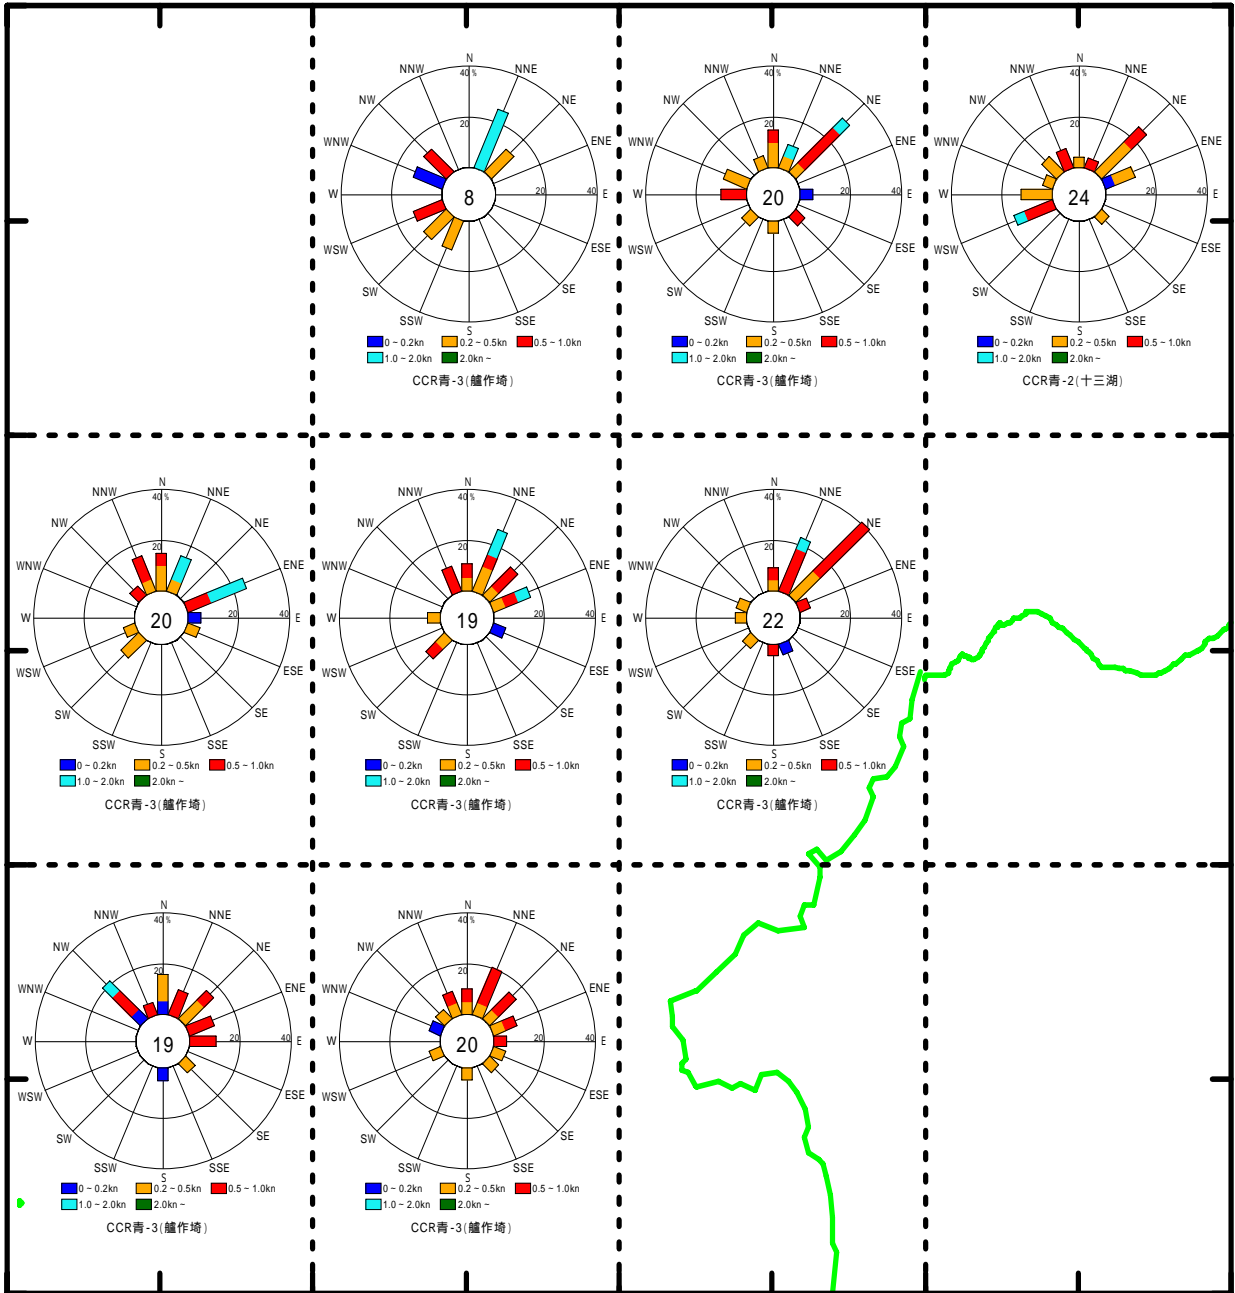 N
NNW NNE
NW NE
WNW ENE
W E
WSW ESE
SW SE
SSW SSE
S
40 %
20
20 40
8
0 ~ 0.2kn 0.2 ~ 0.5kn 0.5 ~ 1.0kn
1.0 ~ 2.0kn 2.0kn ~
CCR青-3(艫作埼)
N
NNW NNE
NW NE
WNW ENE
W E
WSW ESE
SW SE
SSW SSE
S
40 %
20
20 40
20
0 ~ 0.2kn 0.2 ~ 0.5kn 0.5 ~ 1.0kn
1.0 ~ 2.0kn 2.0kn ~
CCR青-3(艫作埼)
N
NNW NNE
NW NE
WNW ENE
W E
WSW ESE
SW SE
SSW SSE
S
40 %
20
20 40
24
0 ~ 0.2kn 0.2 ~ 0.5kn 0.5 ~ 1.0kn
1.0 ~ 2.0kn 2.0kn ~
CCR青-2(十三湖)
N
NNW NNE
NW NE
WNW ENE
W E
WSW ESE
SW SE
SSW SSE
S
40 %
20
20 40
20
0 ~ 0.2kn 0.2 ~ 0.5kn 0.5 ~ 1.0kn
1.0 ~ 2.0kn 2.0kn ~
CCR青-3(艫作埼)
N
NNW NNE
NW NE
WNW ENE
W E
WSW ESE
SW SE
SSW SSE
S
40 %
20
20 40
19
0 ~ 0.2kn 0.2 ~ 0.5kn 0.5 ~ 1.0kn
1.0 ~ 2.0kn 2.0kn ~
CCR青-3(艫作埼)
N
NNW NNE
NW NE
WNW ENE
W E
WSW ESE
SW SE
SSW SSE
S
40 %
20
20 40
22
0 ~ 0.2kn 0.2 ~ 0.5kn 0.5 ~ 1.0kn
1.0 ~ 2.0kn 2.0kn ~
CCR青-3(艫作埼)
N
NNW NNE
NW NE
WNW ENE
W E
WSW ESE
SW SE
SSW SSE
S
40 %
20
20 40
19
0 ~ 0.2kn 0.2 ~ 0.5kn 0.5 ~ 1.0kn
1.0 ~ 2.0kn 2.0kn ~
CCR青-3(艫作埼)
N
NNW NNE
NW NE
WNW ENE
W E
WSW ESE
SW SE
SSW SSE
S
40 %
20
20 40
20
0 ~ 0.2kn 0.2 ~ 0.5kn 0.5 ~ 1.0kn
1.0 ~ 2.0kn 2.0kn ~
CCR青-3(艫作埼)